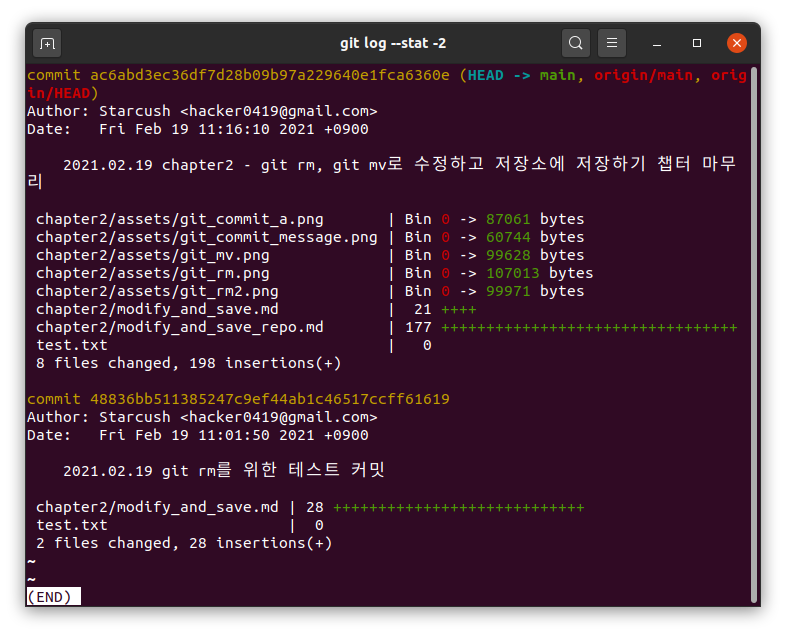 git log --stat -2
commit ac6abd3ec36df7d28b09b97a229640e1fca6360e (HEAD -> main, origin/main, orig
in/HEAD)
Author: Starcush <hacker0419@gmail.com>
Date:   Fri Feb 19 11:16:10 2021 +0900
    2021.02.19 chapter2 - git rm, git mv로 수정하고 저장소에 저장하기 챕터 마무
리
 chapter2/assets/git_commit_a.png       | Bin 0 -> 87061 bytes
 chapter2/assets/git_commit_message.png | Bin 0 -> 60744 bytes
 chapter2/assets/git_mv.png             | Bin 0 -> 99628 bytes
 chapter2/assets/git_rm.png             | Bin 0 -> 107013 bytes
 chapter2/assets/git_rm2.png            | Bin 0 -> 99971 bytes
 chapter2/modify_and_save.md            |  21 ++++
 chapter2/modify_and_save_repo.md       | 177 +++++++++++++++++++++++++++++++++
 test.txt                               |   0
 8 files changed, 198 insertions(+)
commit 48836bb511385247c9ef44ab1c46517ccff61619
Author: Starcush <hacker0419@gmail.com>
Date:   Fri Feb 19 11:01:50 2021 +0900
    2021.02.19 git rm를 위한 테스트 커밋
 chapter2/modify_and_save.md | 28 ++++++++++++++++++++++++++++
 test.txt                    |  0
 2 files changed, 28 insertions(+)
~
~
(END)